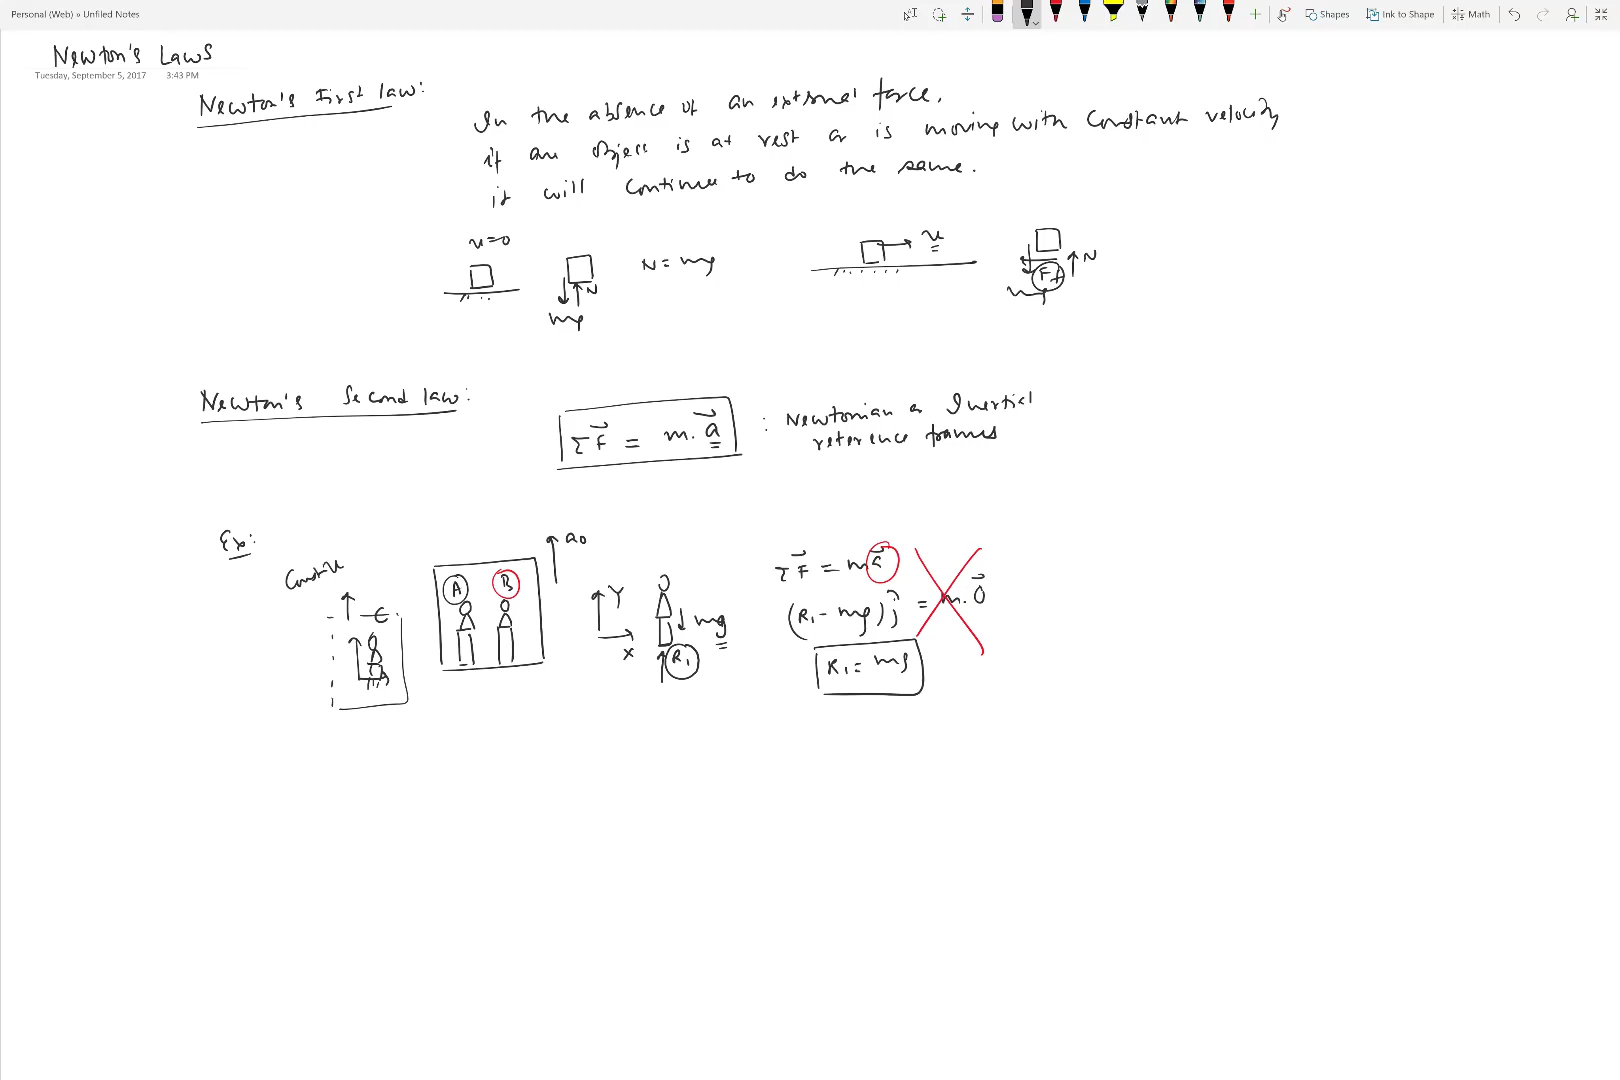 Personal (Web) » Unfiled Notes
Shapes
Ink to Shape
Math
Newton's Laws
Tuesday, September 5, 2017 3:43 PM
Newton's First law:
In the absence of an external force,
if an object is at rest or is moving with constant velocity
it will continue to do the same.
v=0
N
mg
N = mg
v
N
Ff
mg
Newton's Second law:
ΣF⃗ = m. a⃗
: Newtonian or Inertial
reference frames
Ex:
Const v
C
A
B
a0
Y
X
mg
R1
ΣF⃗ = ma⃗
(R1 - mg) ĵ = m. 0⃗
R1 = mg